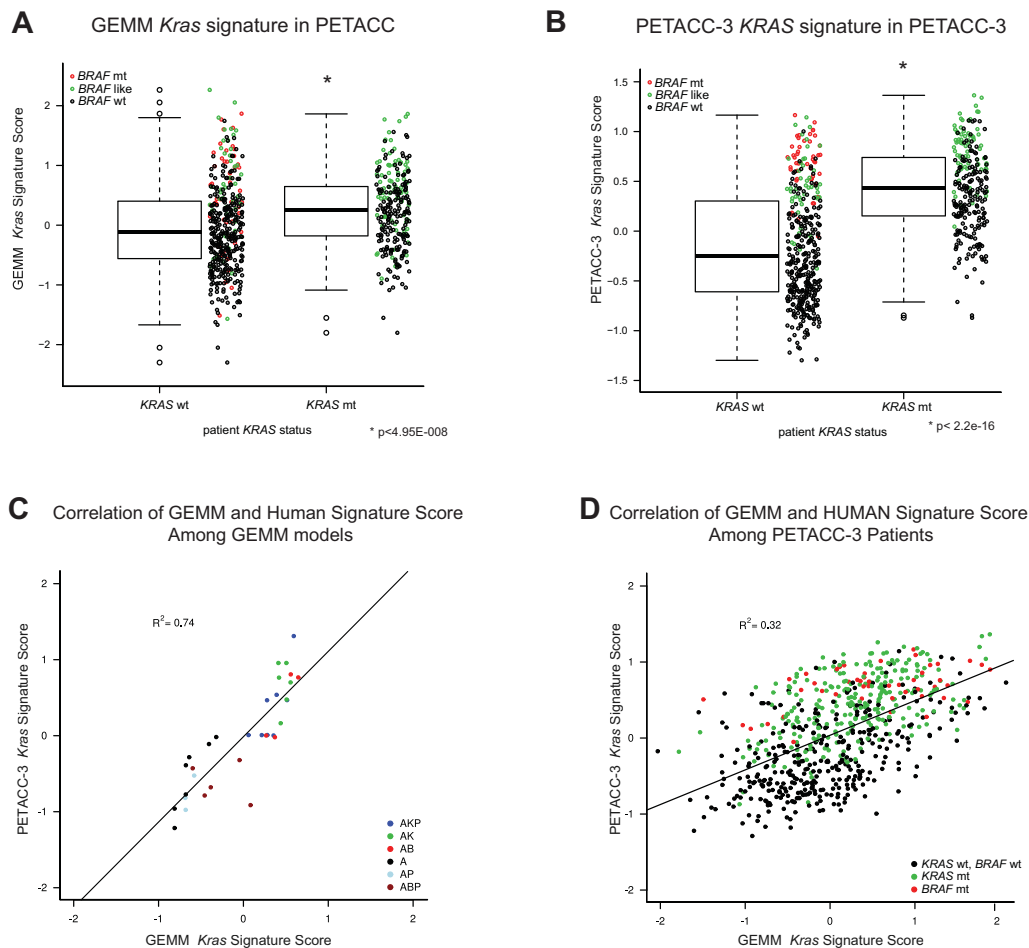 A
GEMM Kras signature in PETACC
BRAF mt
BRAF like
BRAF wt
GEMM Kras Signature Score
2
1
0
−1
−2
KRAS wt
KRAS mt
*
patient KRAS status
* p<4.95E-008
B
PETACC-3 KRAS signature in PETACC-3
BRAF mt
BRAF like
BRAF wt
PETACC-3 Kras Signature Score
1.5
1.0
0.5
0.0
−0.5
−1.0
−1.5
KRAS wt
KRAS mt
*
patient KRAS status
* p< 2.2e-16
C
Correlation of GEMM and Human Signature Score
Among GEMM models
PETACC-3 Kras Signature Score
2
1
0
-1
-2
R²= 0.74
AKP
AK
AB
A
AP
ABP
-2
-1
0
1
2
GEMM Kras Signature Score
D
Correlation of GEMM and HUMAN Signature Score
Among PETACC-3 Patients
PETACC-3 Kras Signature Score
2
1
0
-1
-2
R²= 0.32
KRAS wt, BRAF wt
KRAS mt
BRAF mt
-2
-1
0
1
2
GEMM Kras Signature Score